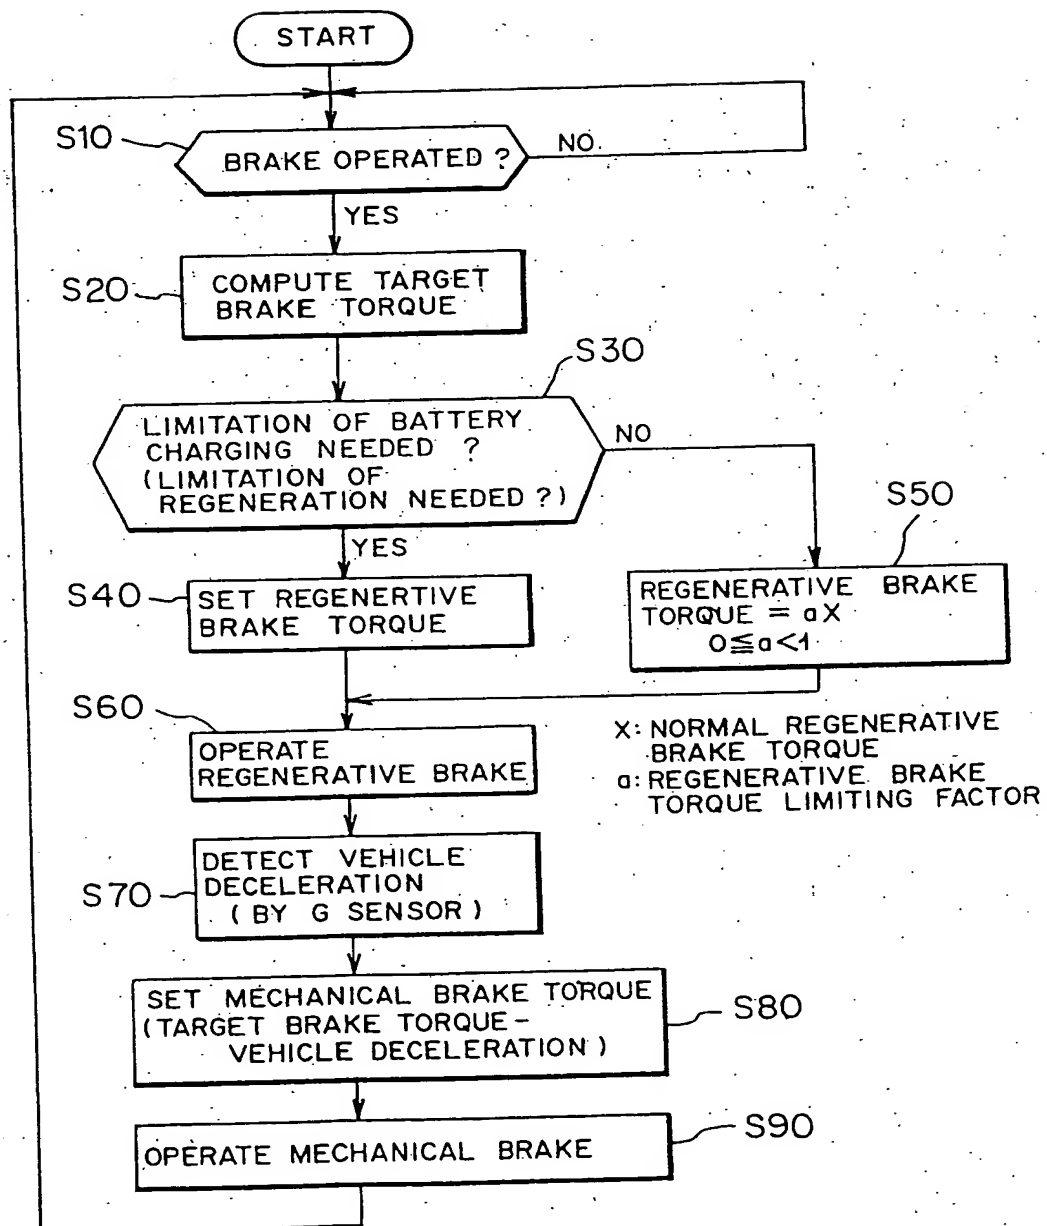 START
S10
BRAKE OPERATED ?
NO
YES
S20
COMPUTE TARGET
BRAKE TORQUE
S30
LIMITATION OF BATTERY
CHARGING NEEDED ?
(LIMITATION OF
REGENERATION NEEDED ?)
NO
YES
S40
SET REGENERTIVE
BRAKE TORQUE
S50
REGENERATIVE BRAKE
TORQUE = aX
0≦a<1
S60
OPERATE
REGENERATIVE BRAKE
X: NORMAL REGENERATIVE
BRAKE TORQUE
a: REGENERATIVE BRAKE
TORQUE LIMITING FACTOR
S70
DETECT VEHICLE
DECELERATION
(BY G SENSOR)
S80
SET MECHANICAL BRAKE TORQUE
(TARGET BRAKE TORQUE-
VEHICLE DECELERATION)
S90
OPERATE MECHANICAL BRAKE